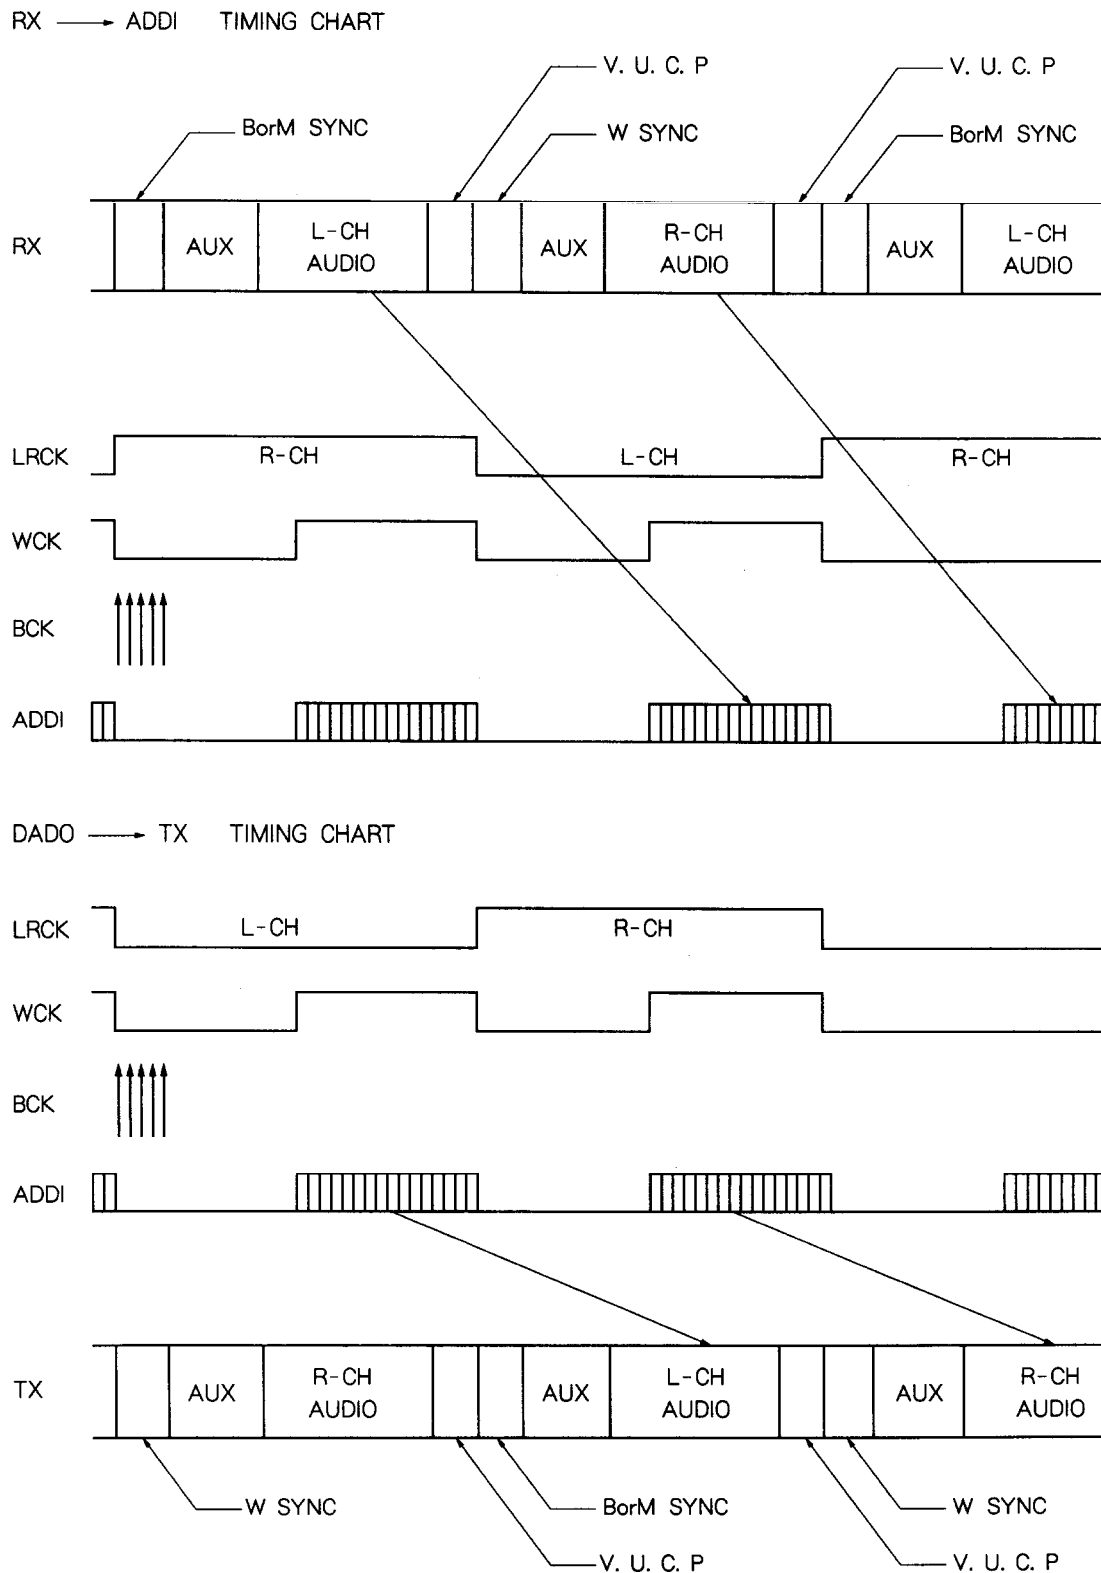 RX → ADDI TIMING CHART
V. U. C. P
V. U. C. P
BorM SYNC
W SYNC
BorM SYNC
RX
AUX
L-CH
AUDIO
AUX
R-CH
AUDIO
AUX
L-CH
AUDIO
LRCK
R-CH
L-CH
R-CH
WCK
BCK
ADDI
DADO → TX TIMING CHART
LRCK
L-CH
R-CH
WCK
BCK
ADDI
TX
AUX
R-CH
AUDIO
AUX
L-CH
AUDIO
AUX
R-CH
AUDIO
W SYNC
BorM SYNC
W SYNC
V. U. C. P
V. U. C. P